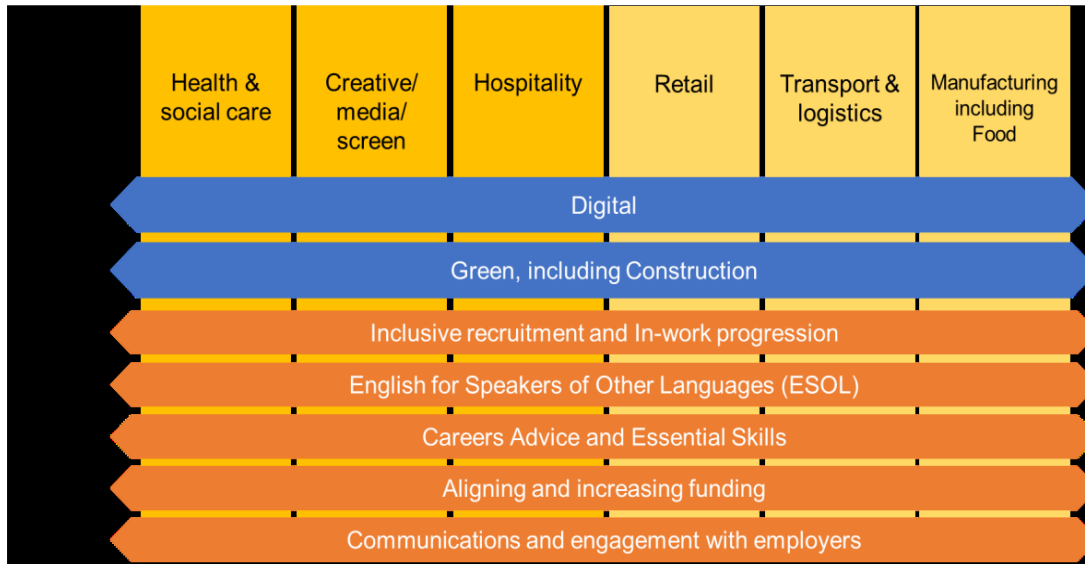 Health &
social care
Creative/
media/
screen
Hospitality
Retail
Transport &
logistics
Manufacturing
including
Food
Digital
Green, including Construction
Inclusive recruitment and In-work progression
English for Speakers of Other Languages (ESOL)
Careers Advice and Essential Skills
Aligning and increasing funding
Communications and engagement with employers